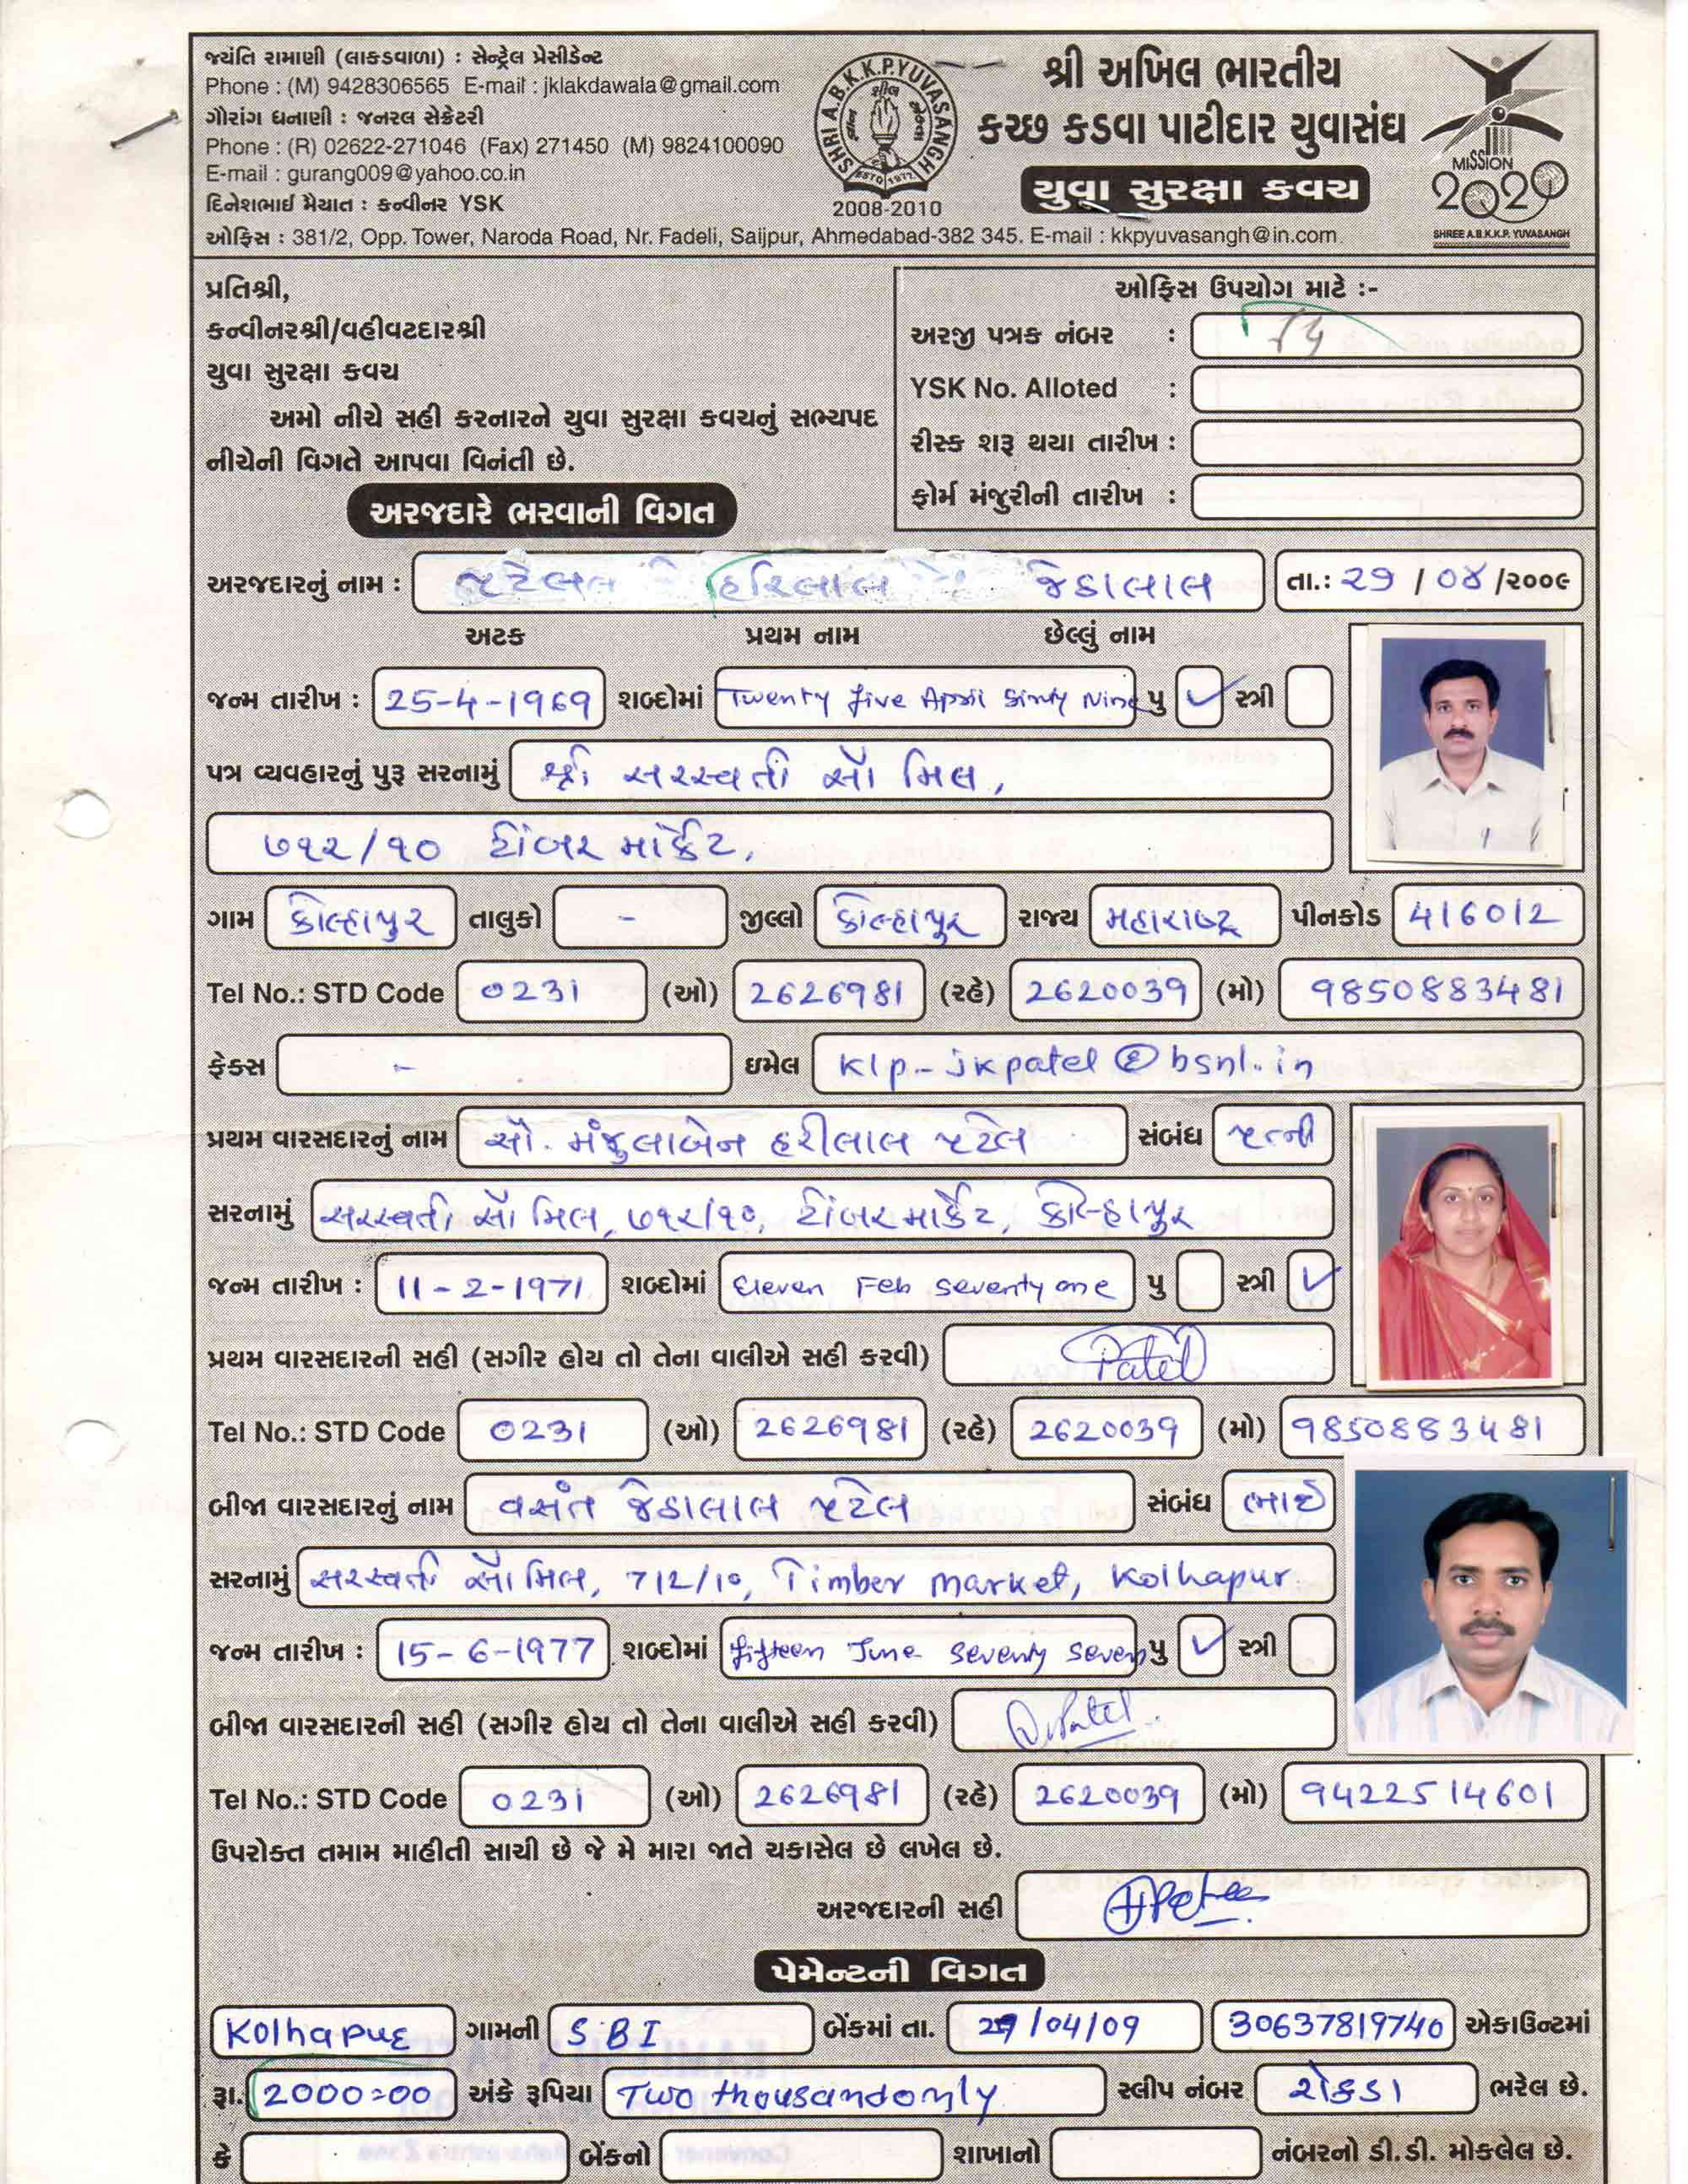 જયંતિ રામાણી (લાકડવાળા) : સેન્ટ્રેલ પ્રેસીડેન્ટ
Phone : (M) 9428306565 E-mail : jklakdawala@gmail.com
ગૌરાંગ ધનાણી : જનરલ સેક્રેટરી
Phone : (R) 02622-271046 (Fax) 271450 (M) 9824100090
E-mail : gurang009@yahoo.co.in
દિનેશભાઈ મૈયાત : કન્વીનર YSK
SHRI A.B.K.K.P.YUVASANGH
ESTD 1977
2008-2010
શ્રી અખિલ ભારતીય
કચ્છ કડવા પાટીદાર યુવાસંઘ
યુવા સુરક્ષા કવચ
MISSION
2020
SHREE A.B.K.K.P. YUVASANGH
ઓફિસ : 381/2, Opp. Tower, Naroda Road, Nr. Fadeli, Saijpur, Ahmedabad-382 345. E-mail : kkpyuvasangh@in.com.
પ્રતિશ્રી,
કન્વીનરશ્રી/વહીવટદારશ્રી
યુવા સુરક્ષા કવચ
અમો નીચે સહી કરનારને યુવા સુરક્ષા કવચનું સભ્યપદ
નીચેની વિગતે આપવા વિનંતી છે.
ઓફિસ ઉપયોગ માટે :-
અરજી પત્રક નંબર :
YSK No. Alloted :
રીસ્ક શરૂ થયા તારીખ :
ફોર્મ મંજુરીની તારીખ :
અરજદારે ભરવાની વિગત
અરજદારનું નામ : પટેલ હરિલાલ જેઠાલાલ તા.: ૨૯ / ૦૪ /૨૦૦૯
અટક પ્રથમ નામ છેલ્લું નામ
જન્મ તારીખ : 25-4-1969 શબ્દોમાં Twenty five April Sixty Nine પુ ✓ સ્ત્રી
પત્ર વ્યવહારનું પુરૂ સરનામું શ્રી સરસ્વતી સૉ મિલ,
૭૧૨/૧૦ ટીંબર માર્કેટ,
ગામ કોલ્હાપુર તાલુકો - જીલ્લો કોલ્હાપુર રાજ્ય મહારાષ્ટ્ર પીનકોડ 416012
Tel No.: STD Code 0231 (ઓ) 2626981 (રહે) 2620039 (મો) 9850883481
ફેક્સ - ઇમેલ klp-jkpatel@bsnl.in
પ્રથમ વારસદારનું નામ સૌ. મંજુલાબેન હરીલાલ પટેલ સંબંધ પત્ની
સરનામું સરસ્વતી સૉ મિલ, ૭૧૨/૧૦, ટીંબર માર્કેટ, કોલ્હાપુર
જન્મ તારીખ : 11-2-1971 શબ્દોમાં Eleven Feb Seventy one પુ સ્ત્રી ✓
પ્રથમ વારસદારની સહી (સગીર હોય તો તેના વાલીએ સહી કરવી) Patel
Tel No.: STD Code 0231 (ઓ) 2626981 (રહે) 2620039 (મો) 9850883481
બીજા વારસદારનું નામ વસંત જેઠાલાલ પટેલ સંબંધ ભાઈ
સરનામું સરસ્વતી સૉ મિલ, 712/10, Timber market, Kolhapur.
જન્મ તારીખ : 15-6-1977 શબ્દોમાં fifteen June Seventy Seven પુ ✓ સ્ત્રી
બીજા વારસદારની સહી (સગીર હોય તો તેના વાલીએ સહી કરવી)
Tel No.: STD Code 0231 (ઓ) 2626981 (રહે) 2620039 (મો) 9422514601
ઉપરોક્ત તમામ માહીતી સાચી છે જે મે મારા જાતે ચકાસેલ છે લખેલ છે.
અરજદારની સહી
પેમેન્ટની વિગત
Kolhapur ગામની SBI બેંકમાં તા. 29/04/09 30637819740 એકાઉન્ટમાં
રૂા. 2000=00 અંકે રૂપિયા Two thousand only સ્લીપ નંબર રોકડા ભરેલ છે.
કે બેંકનો શાખાનો નંબરનો ડી.ડી. મોકલેલ છે.